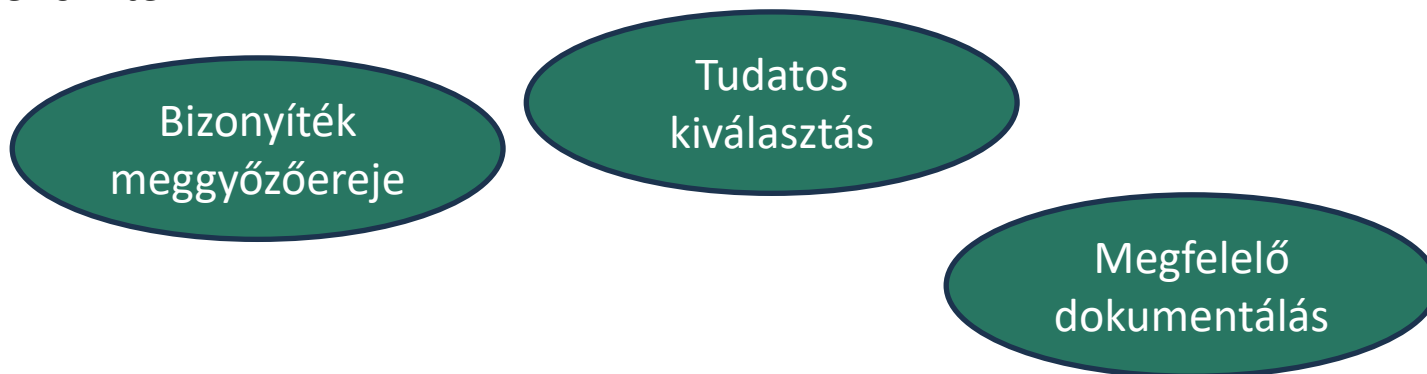 Bizonyíték
meggyőzőereje
Tudatos
kiválasztás
Megfelelő
dokumentálás